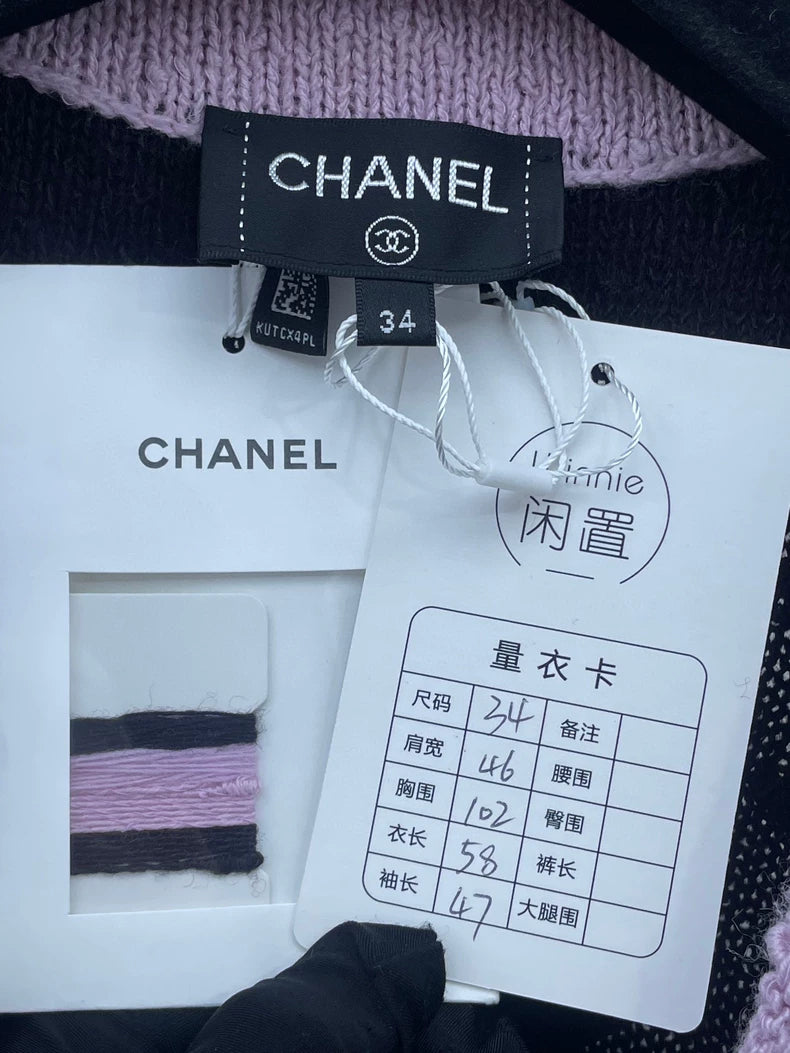 CHANEL
KUTCX4PL
34
CHANEL
闲置
量衣卡
尺码 34 备注
肩宽 46 腰围
胸围 102 臀围
衣长 58 裤长
袖长 47 大腿围